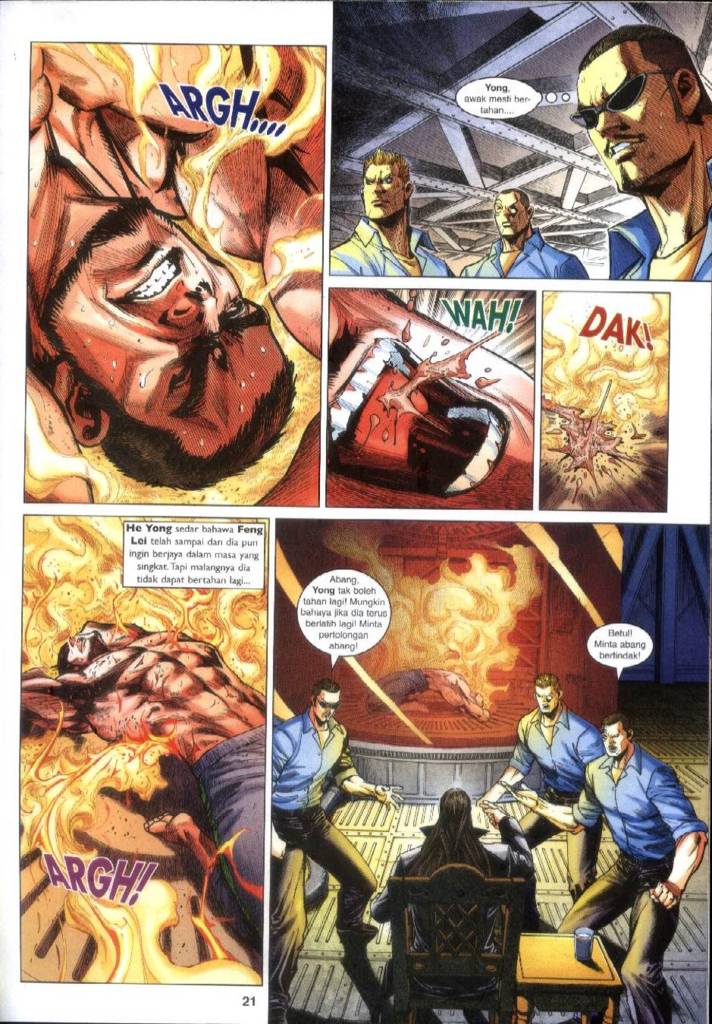 ARGH....
Yong,
awak mesti ber-
tahan....
WAH!
DAK!
He Yong sedar bahawa Feng
Lei telah sampai dan dia pun
ingin berjaya dalam masa yang
singkat. Tapi malangnya dia
tidak dapat bertahan lagi...
ARGH!
Abang,
Yong tak boleh
tahan lagi! Mungkin
bahaya jika dia terus
berlatih lagi! Minta
pertolongan
abang!
Betul!
Minta abang
bertindak!
21